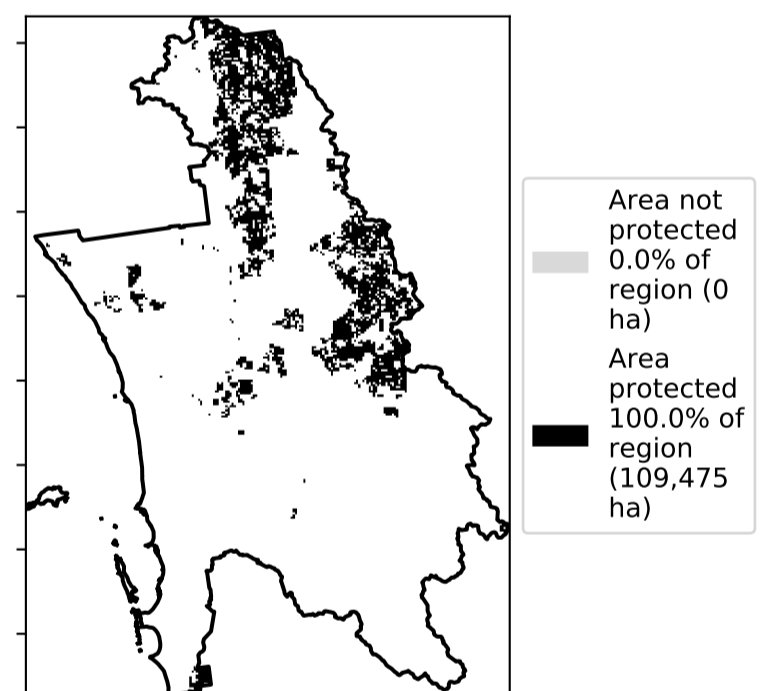 Area not
protected
0.0% of
region (0
ha)
Area
protected
100.0% of
region
(109,475
ha)